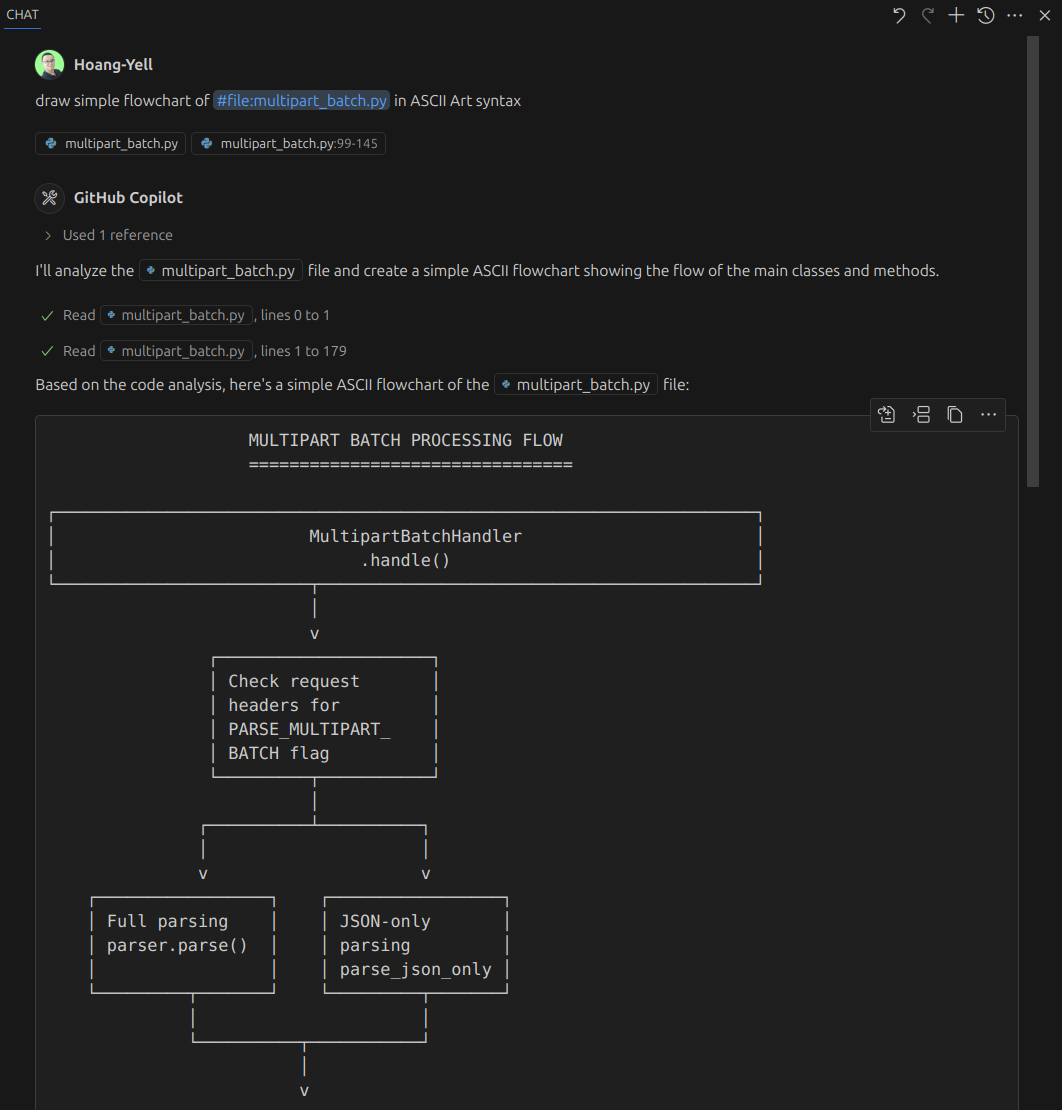 CHAT
Hoang-Yell
draw simple flowchart of #file:multipart_batch.py in ASCII Art syntax
multipart_batch.py multipart_batch.py:99-145
GitHub Copilot
Used 1 reference
I'll analyze the multipart_batch.py file and create a simple ASCII flowchart showing the flow of the main classes and methods.
Read multipart_batch.py, lines 0 to 1
Read multipart_batch.py, lines 1 to 179
Based on the code analysis, here's a simple ASCII flowchart of the multipart_batch.py file:
MULTIPART BATCH PROCESSING FLOW
================================
MultipartBatchHandler
.handle()
v
Check request
headers for
PARSE_MULTIPART_
BATCH flag
v v
Full parsing JSON-only
parser.parse() parsing
parse_json_only
v